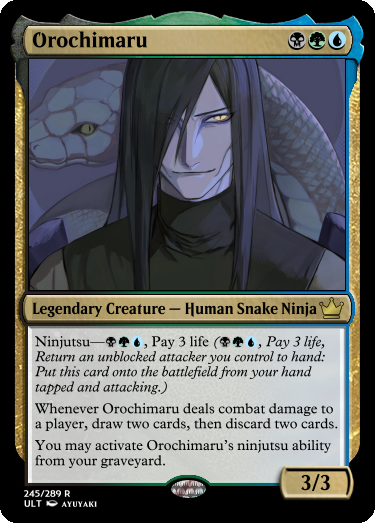 Orochimaru
Legendary Creature — Human Snake Ninja
Ninjutsu—, Pay 3 life (, Pay 3 life,
Return an unblocked attacker you control to hand:
Put this card onto the battlefield from your hand
tapped and attacking.)
Whenever Orochimaru deals combat damage to
a player, draw two cards, then discard two cards.
You may activate Orochimaru's ninjutsu ability
from your graveyard.
3/3
245/289 R
ULT AYUYAKI